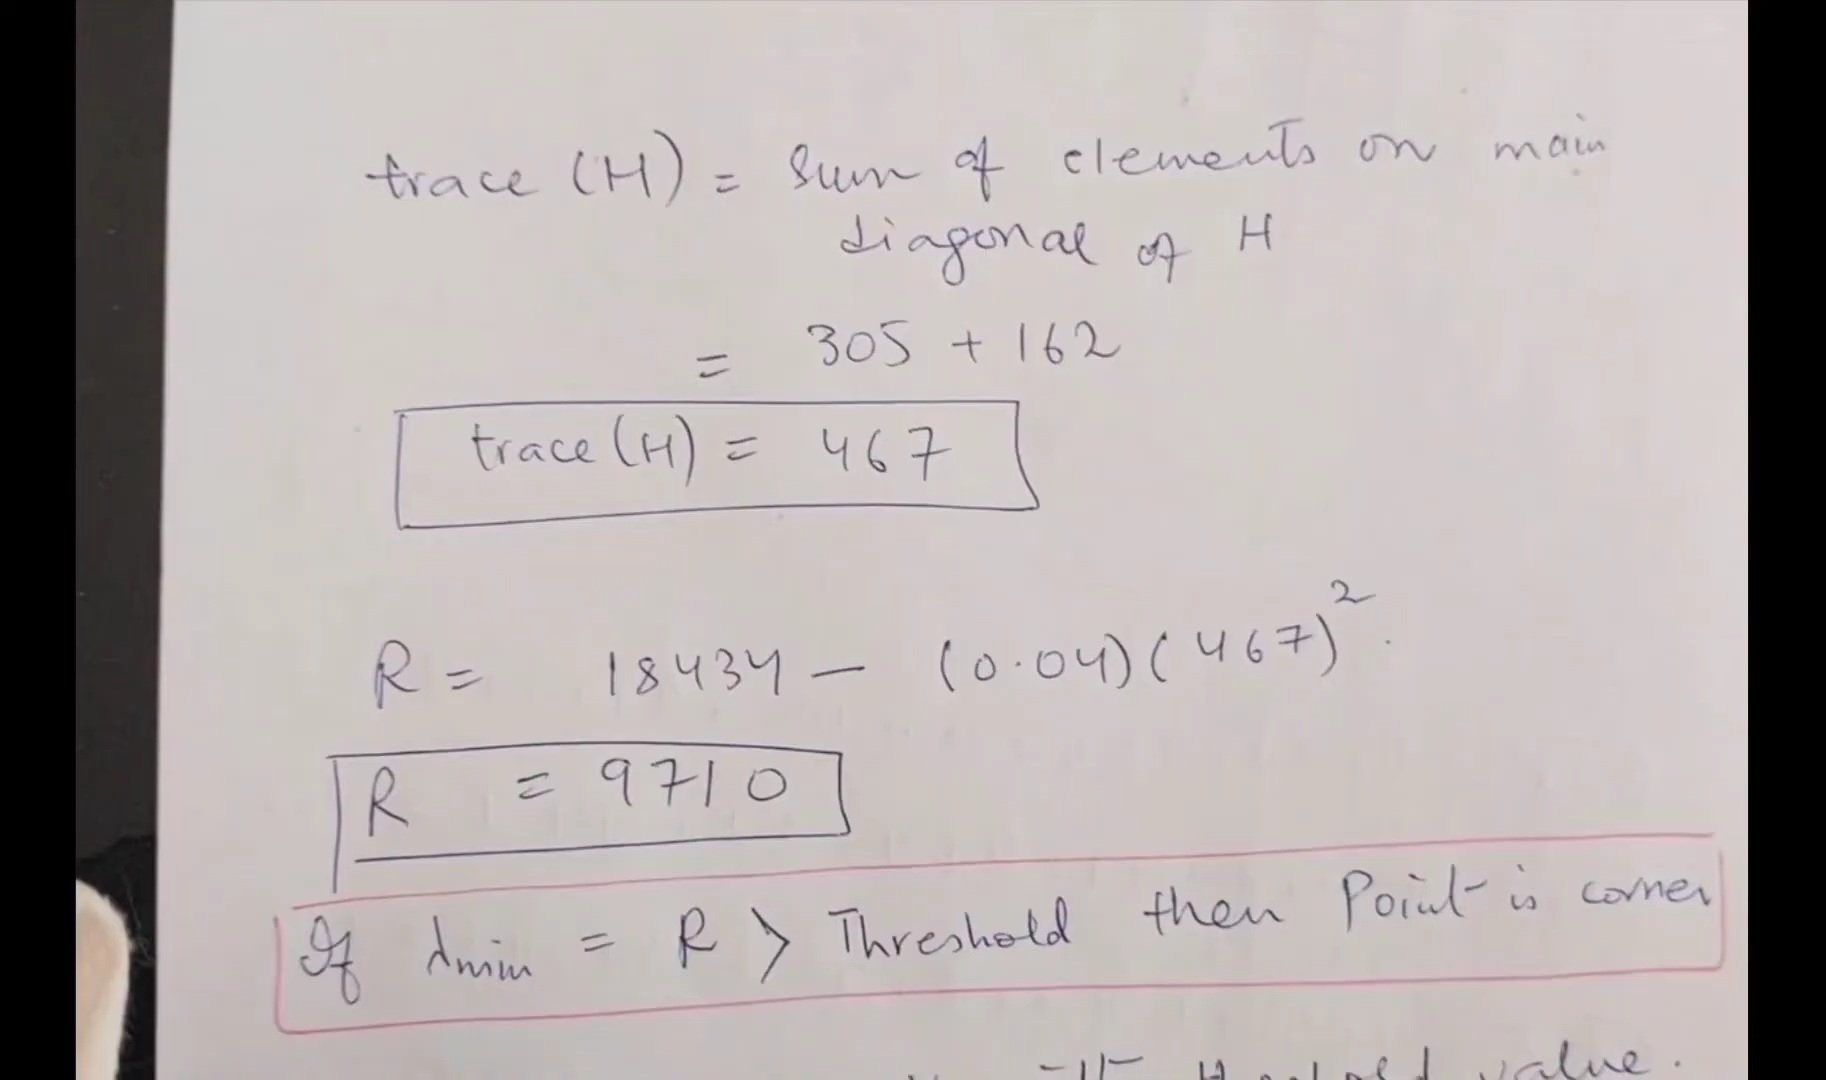 trace (H) = Sum of elements on main
diagonal of H
= 305 + 162
trace (H) = 467
R = 18434 - (0.04) (467)²
R = 9710
If λmin = R > Threshold then Point is corner
value.